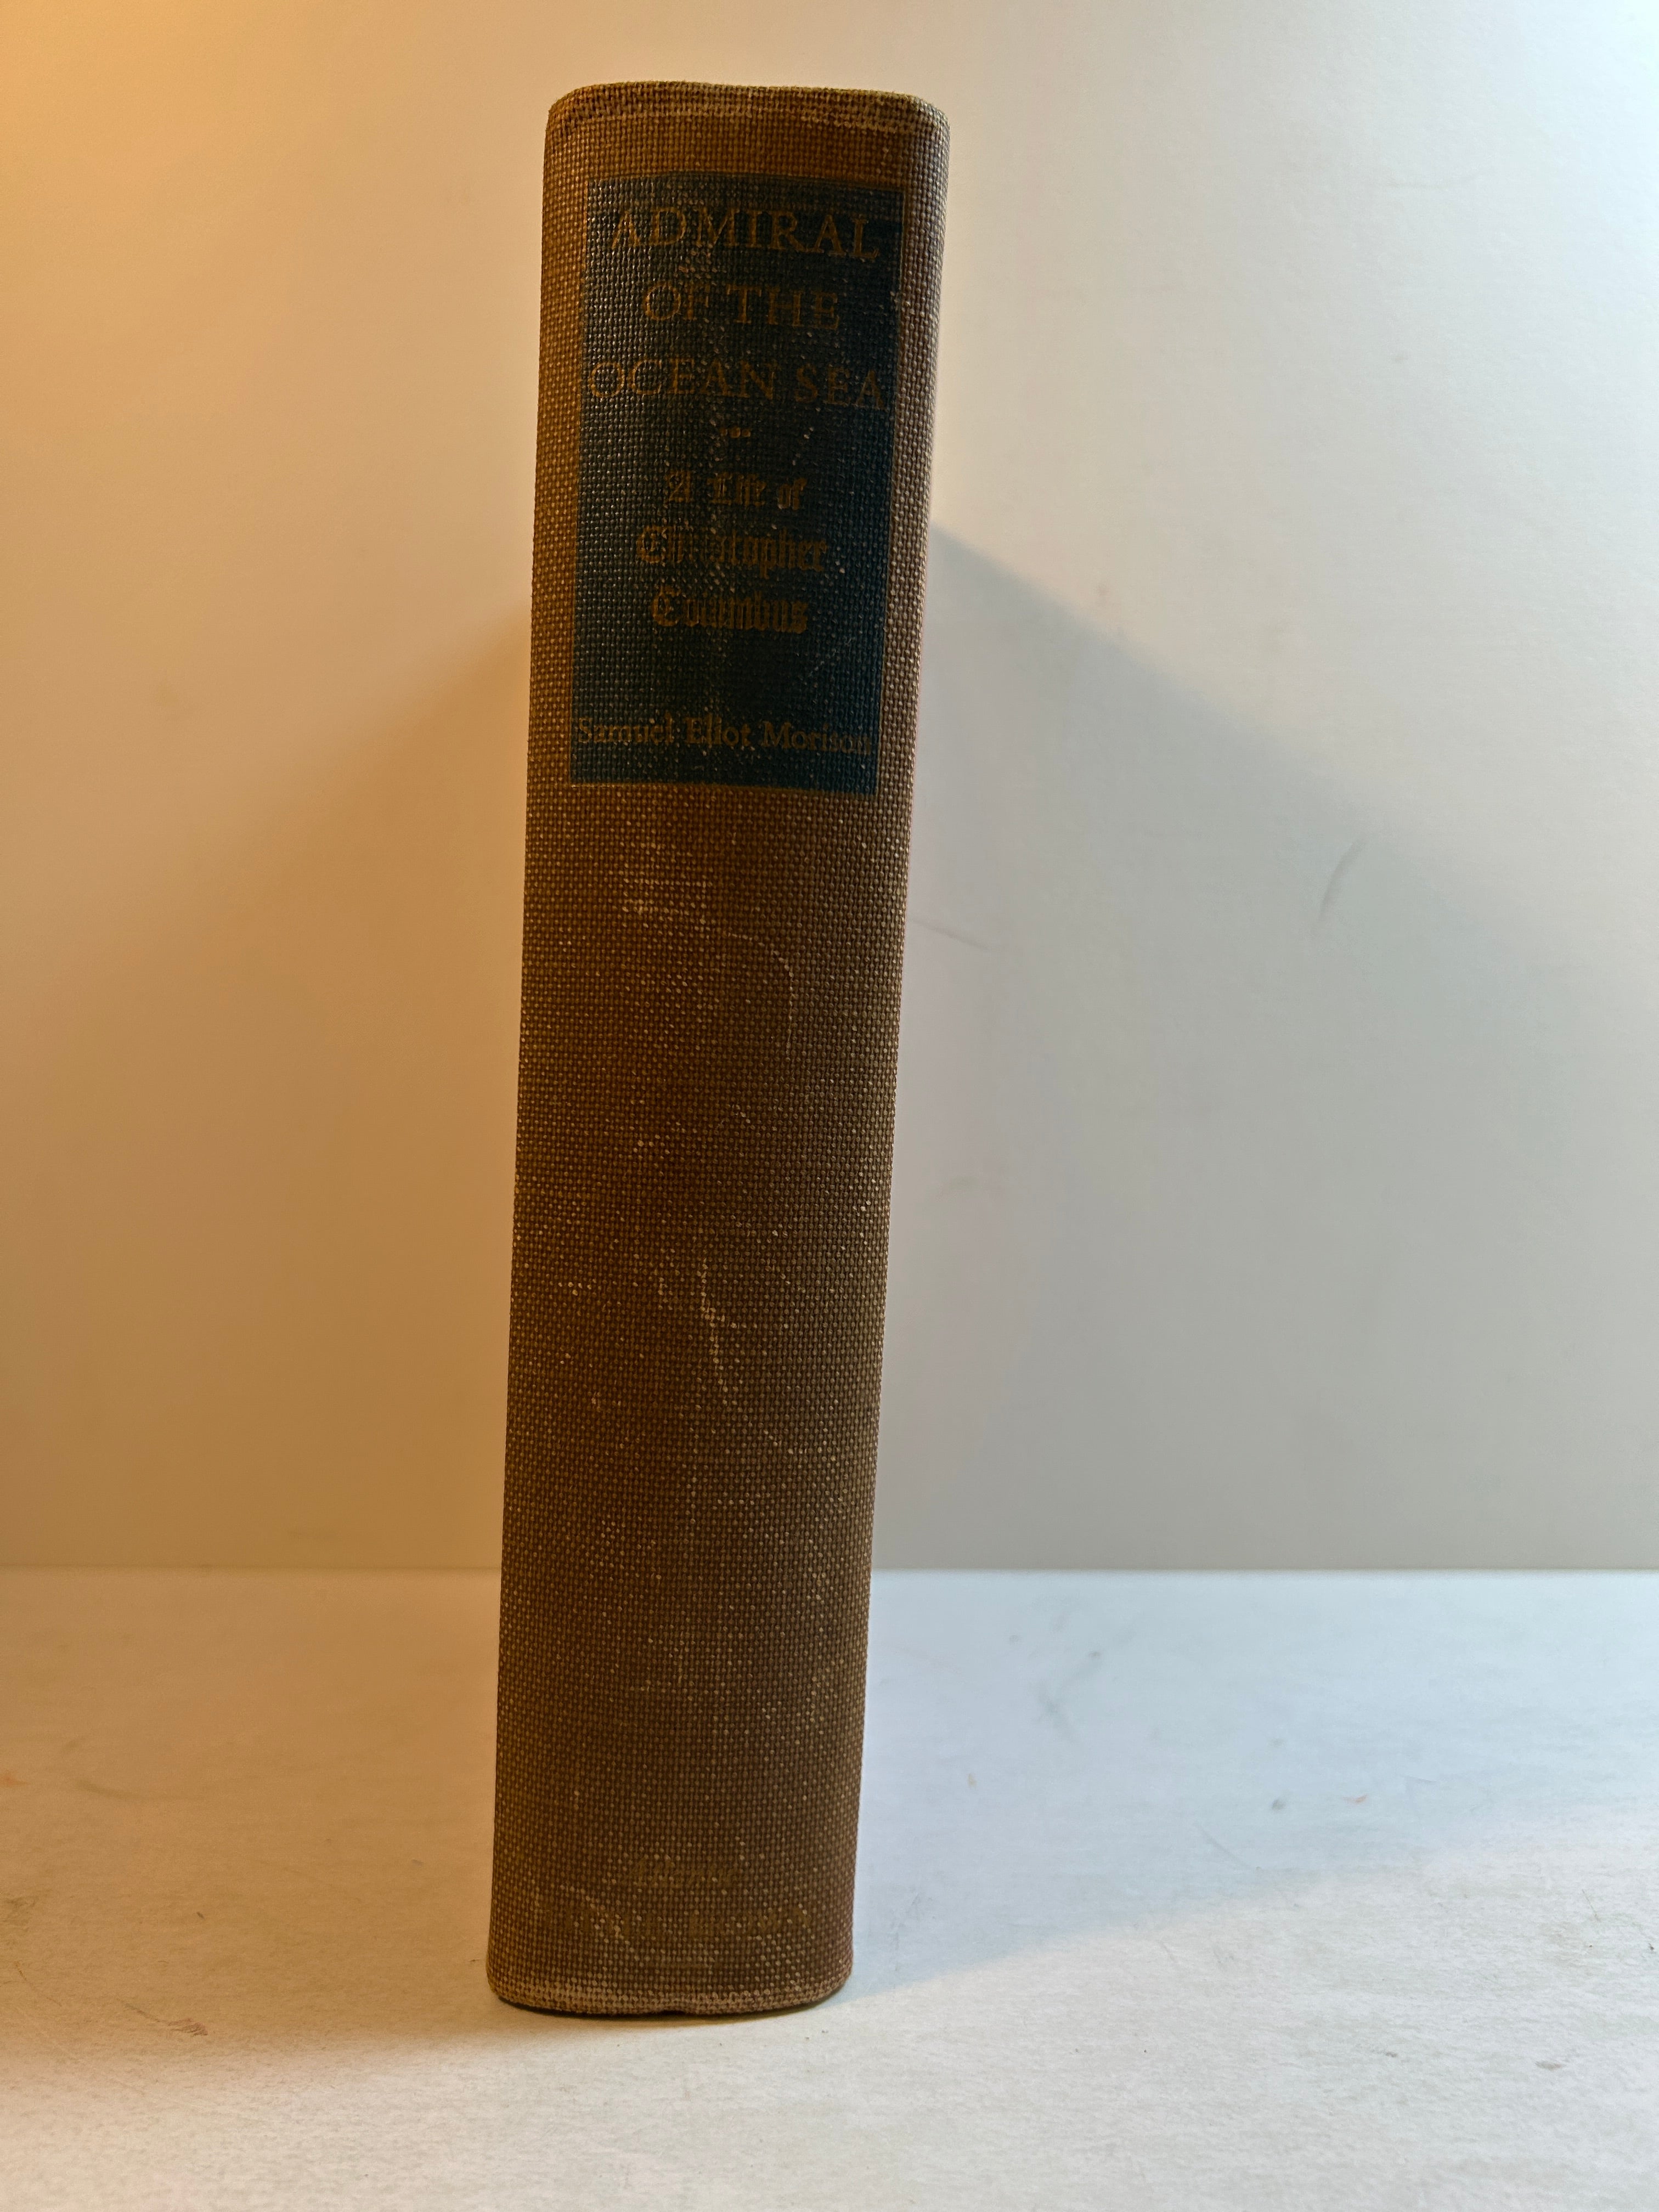 ADMIRAL
OF THE
OCEAN SEA
A Life of
Christopher
Columbus
Samuel Eliot Morison